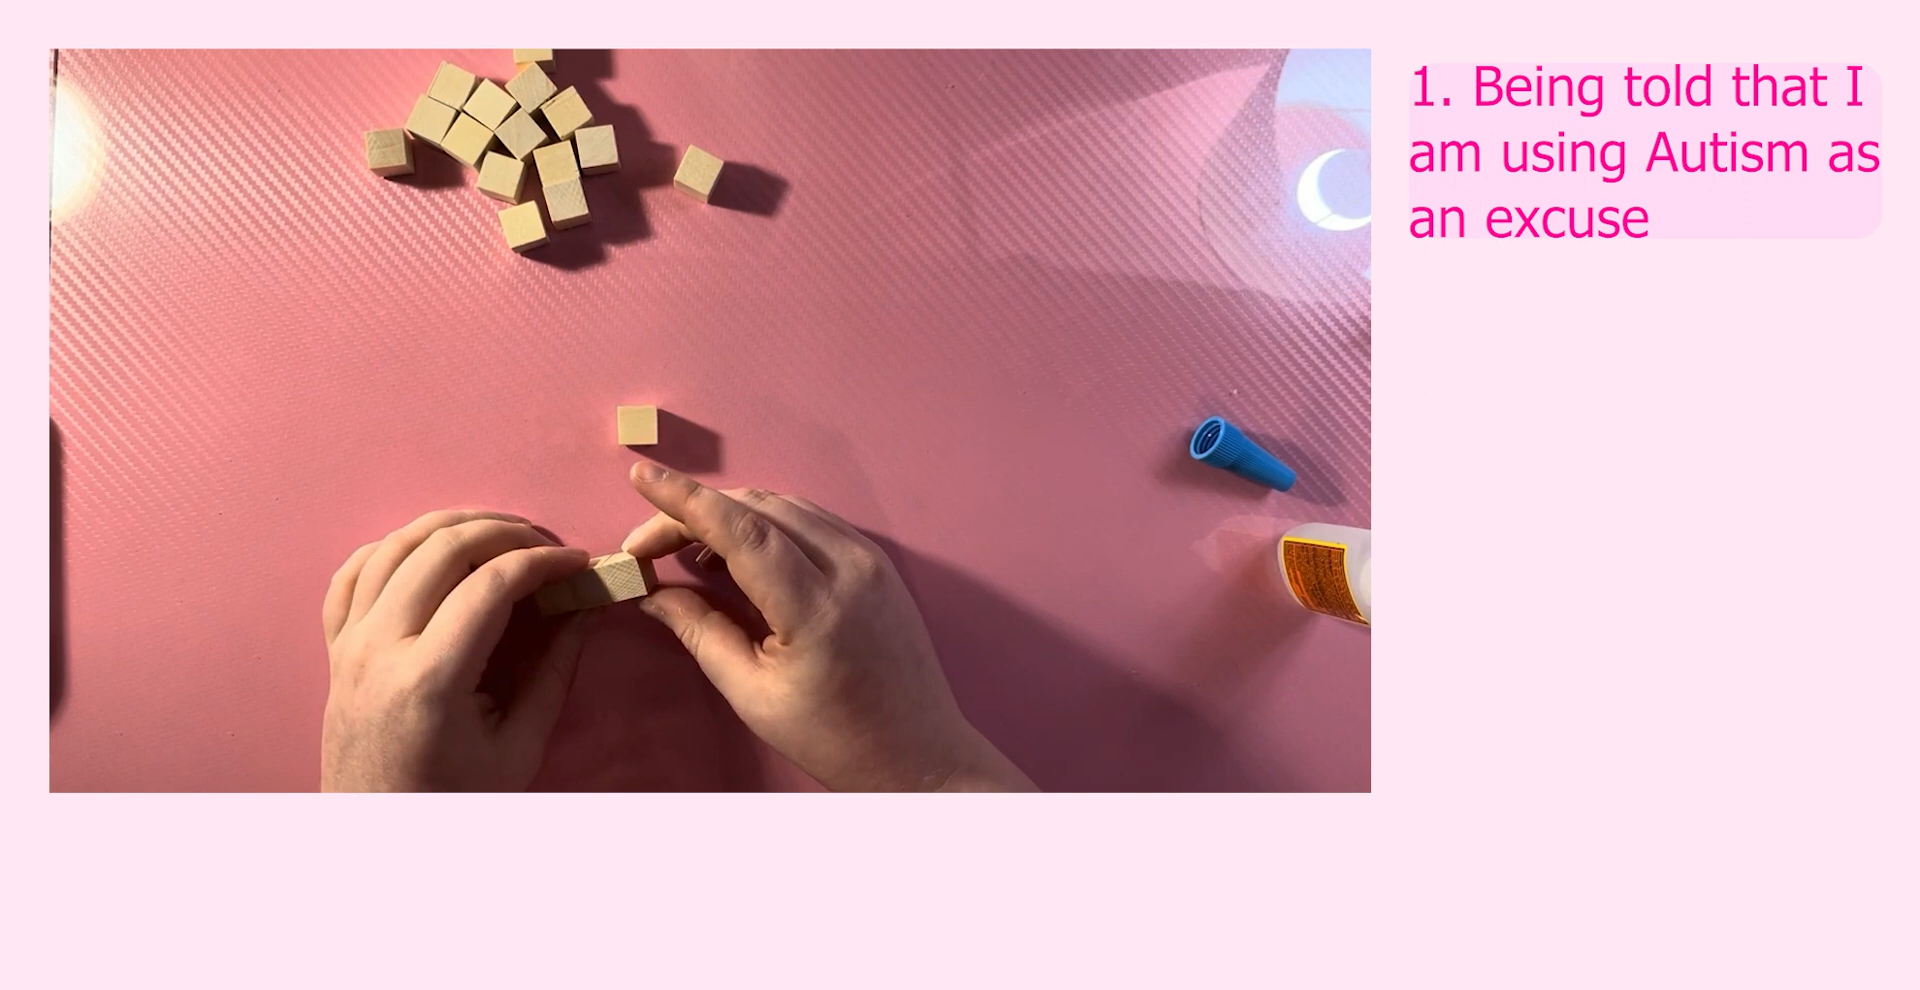 1. Being told that I
am using Autism as
an excuse